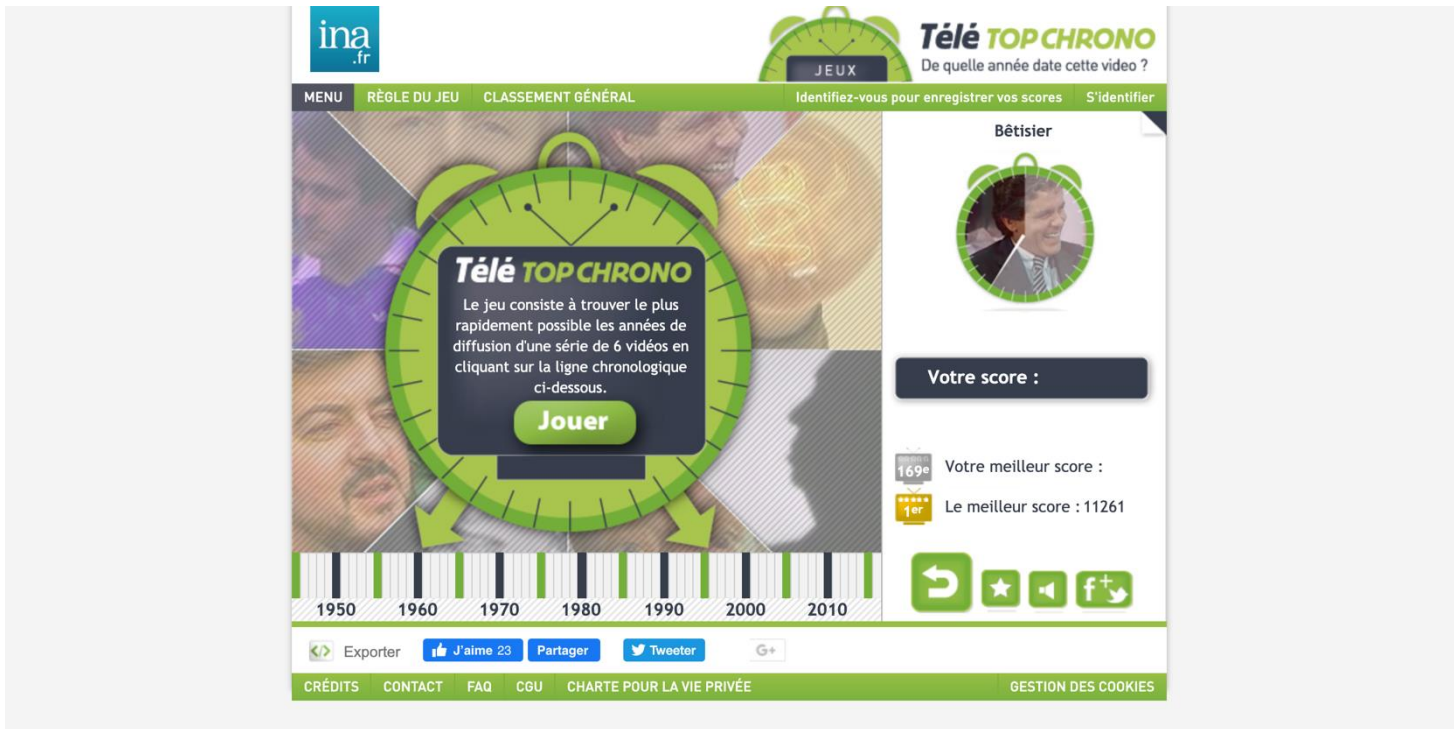 ina
.fr
JEUX
Télé TOP CHRONO
De quelle année date cette video ?
MENU RÈGLE DU JEU CLASSEMENT GÉNÉRAL Identifiez-vous pour enregistrer vos scores S'identifier
Télé TOP CHRONO
Le jeu consiste à trouver le plus
rapidement possible les années de
diffusion d'une série de 6 vidéos en
cliquant sur la ligne chronologique
ci-dessous.
Jouer
1950 1960 1970 1980 1990 2000 2010
Bêtisier
Votre score :
169e Votre meilleur score :
1er Le meilleur score : 11261
f+
Exporter J'aime 23 Partager Tweeter G+
CRÉDITS CONTACT FAQ CGU CHARTE POUR LA VIE PRIVÉE GESTION DES COOKIES